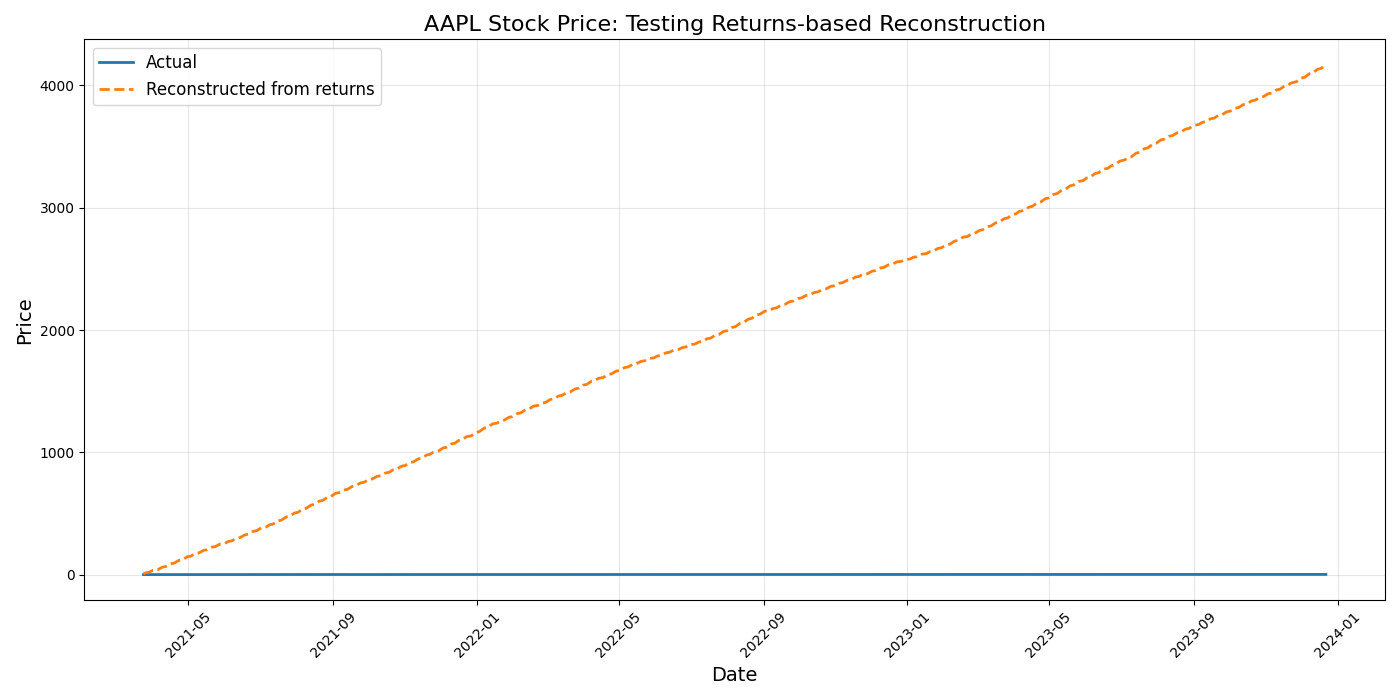 AAPL Stock Price: Testing Returns-based Reconstruction
Actual
Reconstructed from returns
Price
4000
3000
2000
1000
0
2021-05
2021-09
2022-01
2022-05
2022-09
2023-01
2023-05
2023-09
2024-01
Date